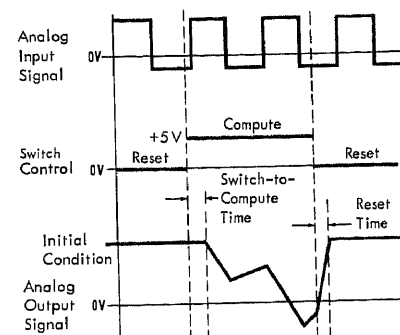 Analog
Input
Signal
0V
+5V
Compute
Switch
Control
Reset
0V
Reset
Switch-to-
Compute
Time
Reset
Time
Initial
Condition
Analog
Output
Signal
0V